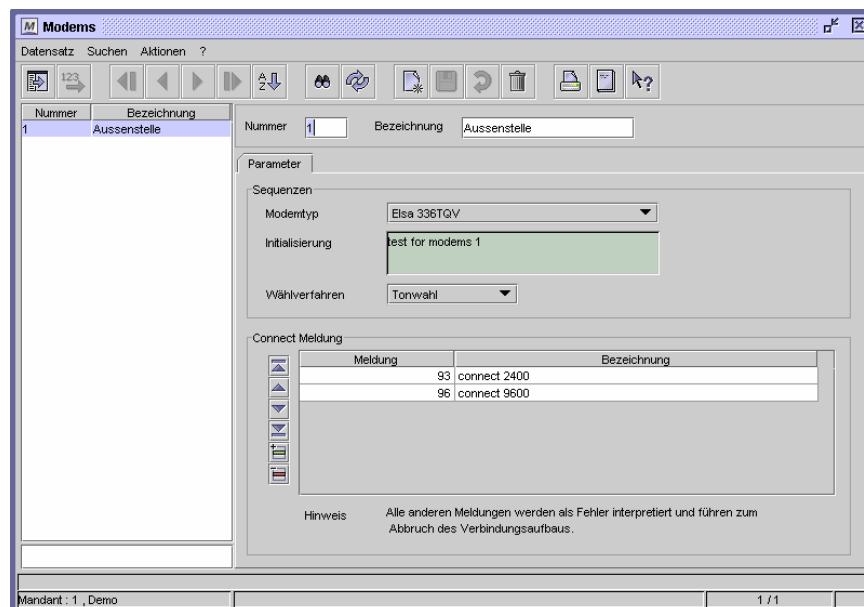 Modems
Datensatz Suchen Aktionen ?
123
A
Z
?
Nummer Bezeichnung
1 Aussenstelle
Nummer 1 Bezeichnung Aussenstelle
Parameter
Sequenzen
Modemtyp Elsa 336TQV
Initialisierung test for modems 1
Wählverfahren Tonwahl
Connect Meldung
Meldung Bezeichnung
93 connect 2400
96 connect 9600
Hinweis Alle anderen Meldungen werden als Fehler interpretiert und führen zum
Abbruch des Verbindungsaufbaus.
Mandant : 1 , Demo 1 / 1